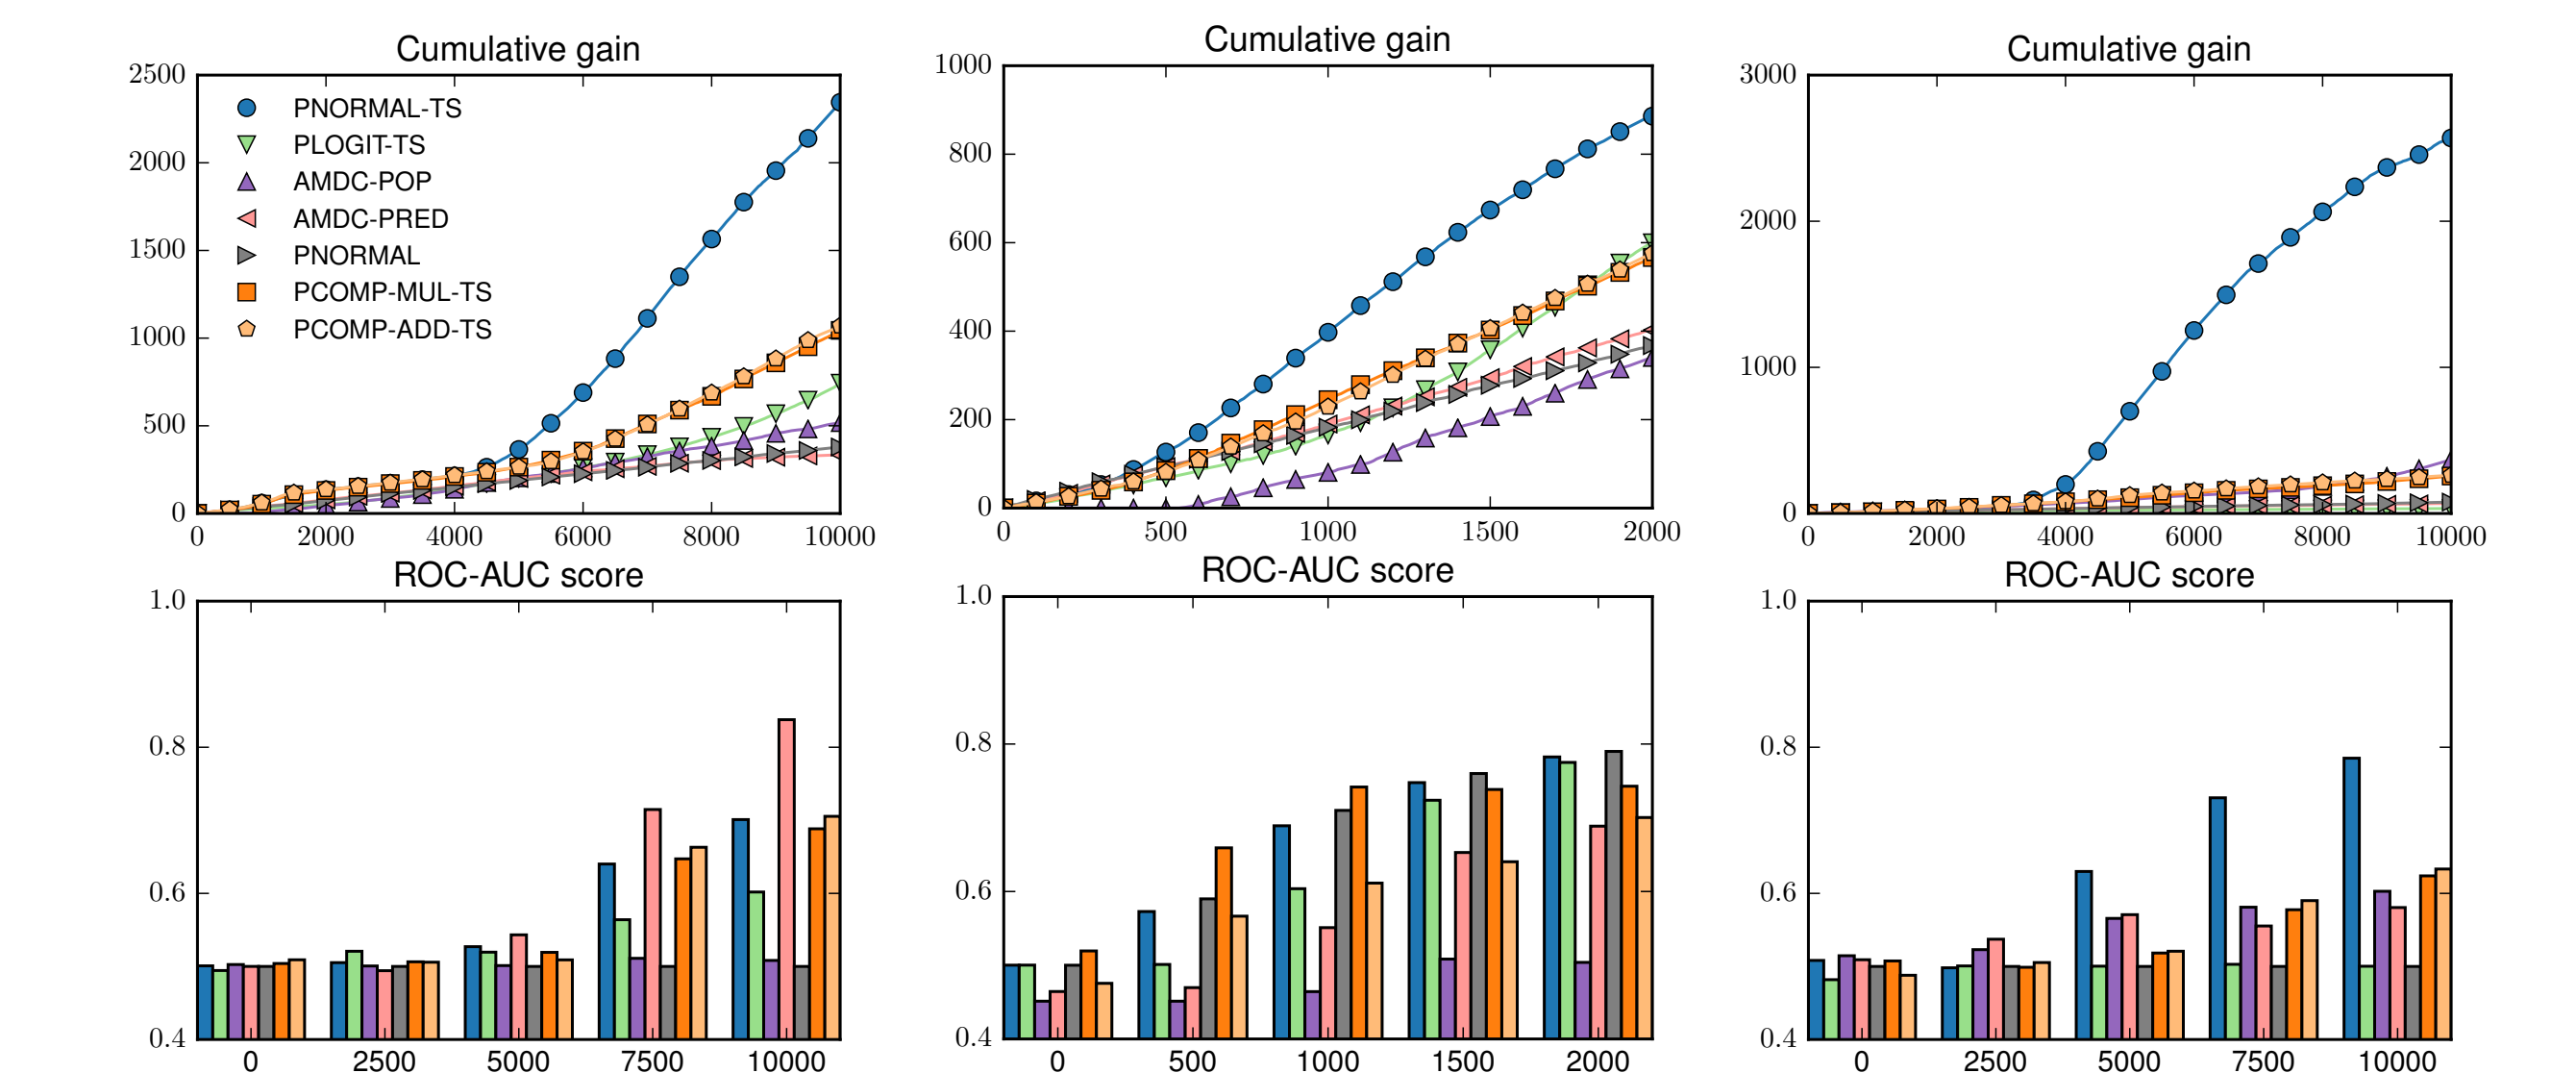 Cumulative gain
2500
2000
1500
1000
500
0
PNORMAL-TS
PLOGIT-TS
AMDC-POP
AMDC-PRED
PNORMAL
PCOMP-MUL-TS
PCOMP-ADD-TS
0 2000 4000 6000 8000 10000
Cumulative gain
1000
800
600
400
200
0
0 500 1000 1500 2000
Cumulative gain
3000
2000
1000
0
0 2000 4000 6000 8000 10000
ROC-AUC score
1.0
0.8
0.6
0.4
0 2500 5000 7500 10000
ROC-AUC score
1.0
0.8
0.6
0.4
0 500 1000 1500 2000
ROC-AUC score
1.0
0.8
0.6
0.4
0 2500 5000 7500 10000